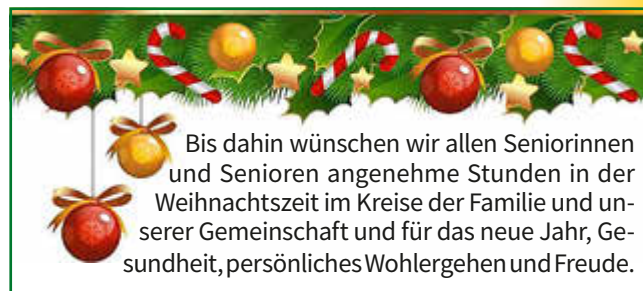 Bis dahin wünschen wir allen Seniorinnen
und Senioren angenehme Stunden in der
Weihnachtszeit im Kreise der Familie und un-
serer Gemeinschaft und für das neue Jahr, Ge-
sundheit, persönliches Wohlergehen und Freude.